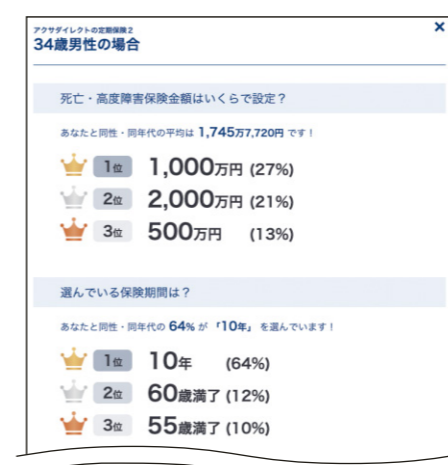 アクサダイレクトの定期保険2
×
34歳男性の場合
死亡・高度障害保険金額はいくらで設定？
あなたと同性・同年代の平均は 1,745万7,720円 です！
1位 1,000万円 (27%)
2位 2,000万円 (21%)
3位 500万円 (13%)
選んでいる保険期間は？
あなたと同性・同年代の 64% が 「10年」 を選んでいます！
1位 10年 (64%)
2位 60歳満了 (12%)
3位 55歳満了 (10%)